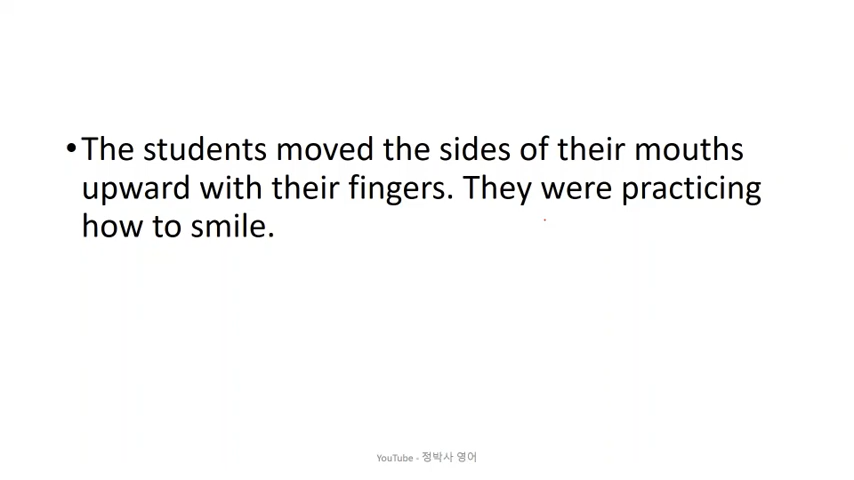 •The students moved the sides of their mouths
upward with their fingers. They were practicing
how to smile.
YouTube - 정박사 영어